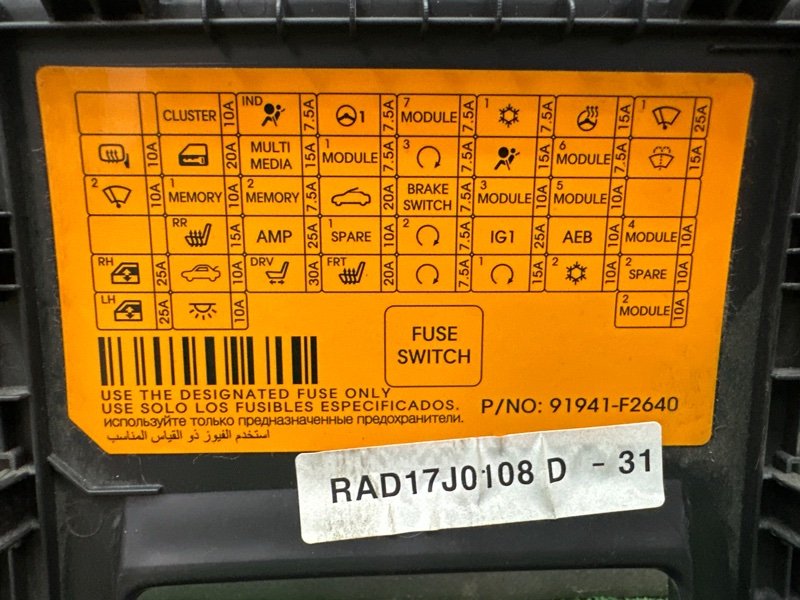 CLUSTER 10A IND 7.5A 1 7.5A 7 MODULE 7.5A 1 7.5A 15A 1 25A
10A 20A MULTI MEDIA 15A 1 MODULE 7.5A 3 7.5A 15A 6 MODULE 7.5A 15A
2 10A 1 MEMORY 10A 2 MEMORY 7.5A 20A BRAKE SWITCH 7.5A 3 MODULE 10A 5 MODULE 10A
RR 15A AMP 25A 1 SPARE 10A 2 7.5A IG1 25A AEB 10A 4 MODULE 10A
RH 25A 10A DRV 30A FRT 20A 7.5A 1 15A 2 10A 2 SPARE 10A
LH 25A 10A 2 MODULE 10A
FUSE
SWITCH
USE THE DESIGNATED FUSE ONLY
USE SOLO LOS FUSIBLES ESPECIFICADOS.
P/NO: 91941-F2640
используйте только предназначенные предохранители.
استخدم الفيوز ذو القياس المناسب
RAD17J0108 D - 31